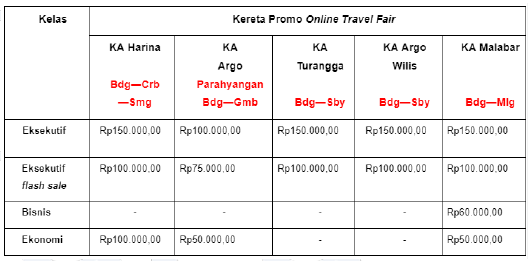 Kelas Kereta Promo Online Travel Fair
KA Harina KA KA KA Argo KA Malabar
Argo Turangga Wilis
Bdg—Crb Parahyangan
—Smg Bdg—Gmb Bdg—Sby Bdg—Sby Bdg—Mlg
Eksekutif Rp150.000,00 Rp100.000,00 Rp150.000,00 Rp150.000,00 Rp150.000,00
Eksekutif Rp100.000,00 Rp75.000,00 Rp100.000,00 Rp100.000,00 Rp100.000,00
flash sale
Bisnis - - - - Rp60.000,00
Ekonomi Rp100.000,00 Rp50.000,00 - - Rp50.000,00